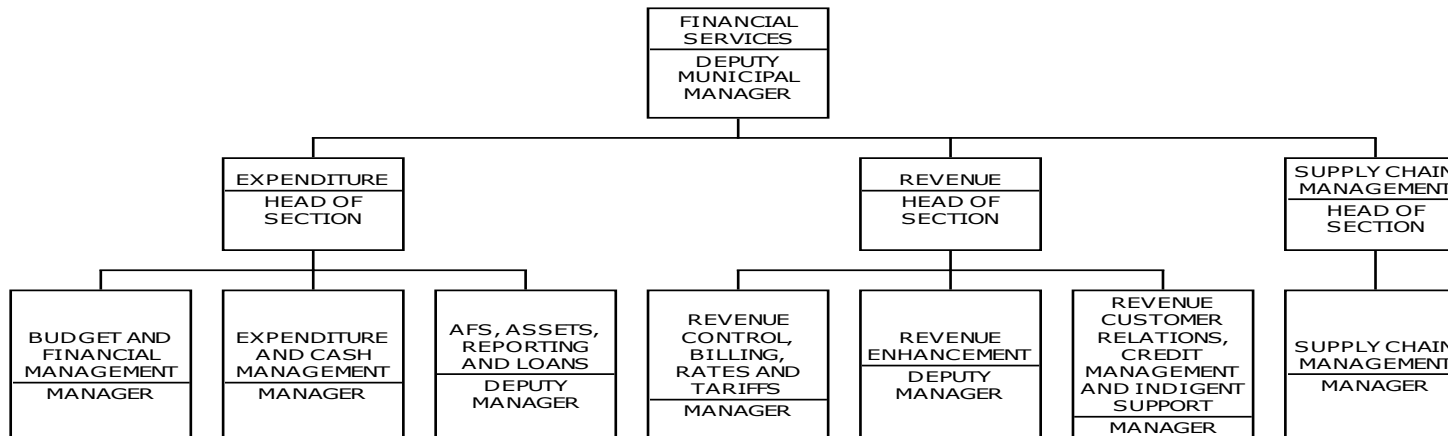 FINANCIAL
SERVICES
DEPUTY
MUNICIPAL
MANAGER
EXPENDITURE
HEAD OF
SECTION
REVENUE
HEAD OF
SECTION
SUPPLY CHAIN
MANAGEMENT
HEAD OF
SECTION
BUDGET AND
FINANCIAL
MANAGEMENT
MANAGER
EXPENDITURE
AND CASH
MANAGEMENT
MANAGER
AFS, ASSETS,
REPORTING
AND LOANS
DEPUTY
MANAGER
REVENUE
CONTROL,
BILLING,
RATES AND
TARIFFS
MANAGER
REVENUE
ENHANCEMENT
DEPUTY
MANAGER
REVENUE
CUSTOMER
RELATIONS,
CREDIT
MANAGEMENT
AND INDIGENT
SUPPORT
MANAGER
SUPPLY CHAIN
MANAGEMENT
MANAGER